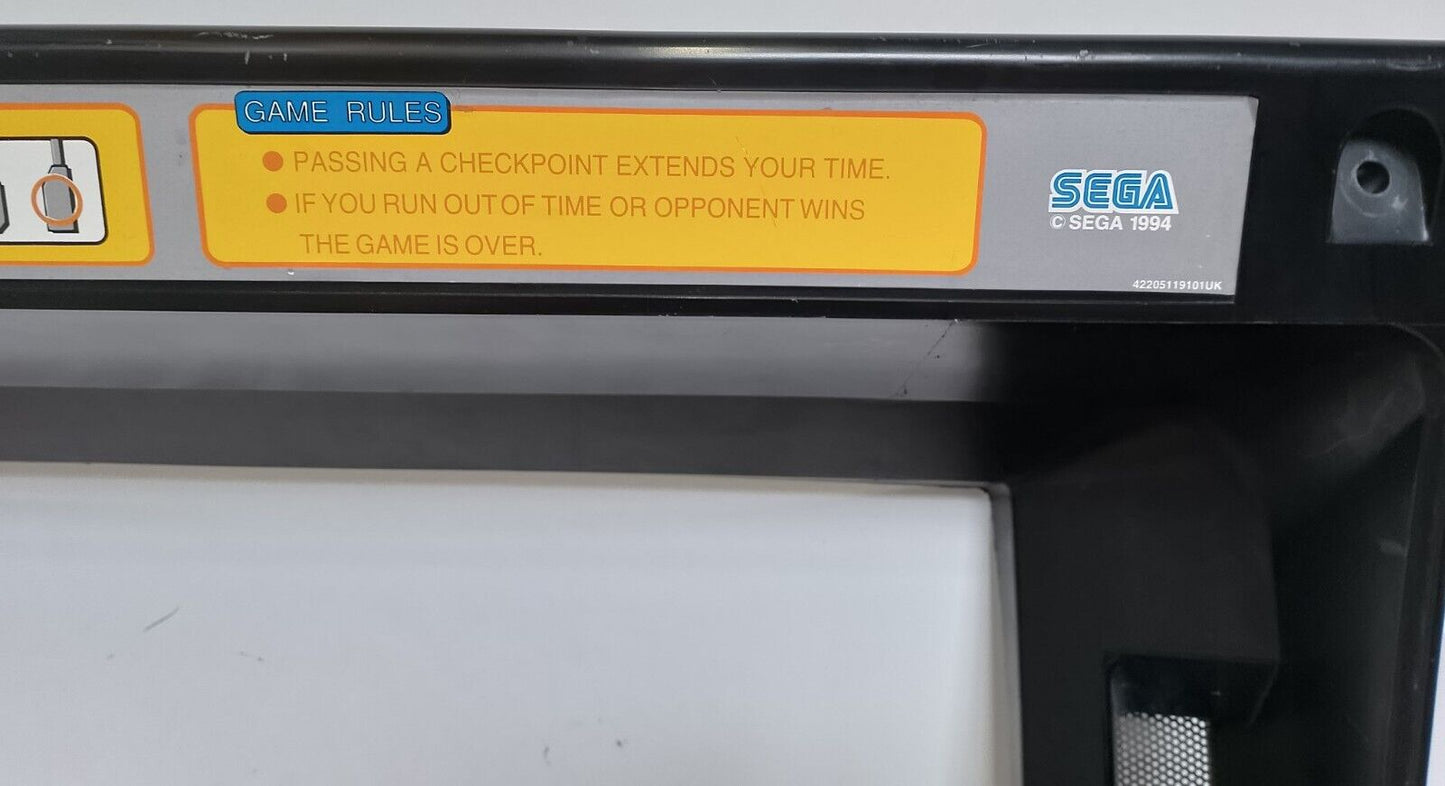 GAME RULES
● PASSING A CHECKPOINT EXTENDS YOUR TIME.
● IF YOU RUN OUT OF TIME OR OPPONENT WINS
THE GAME IS OVER.
SEGA
© SEGA 1994
42205119101UK